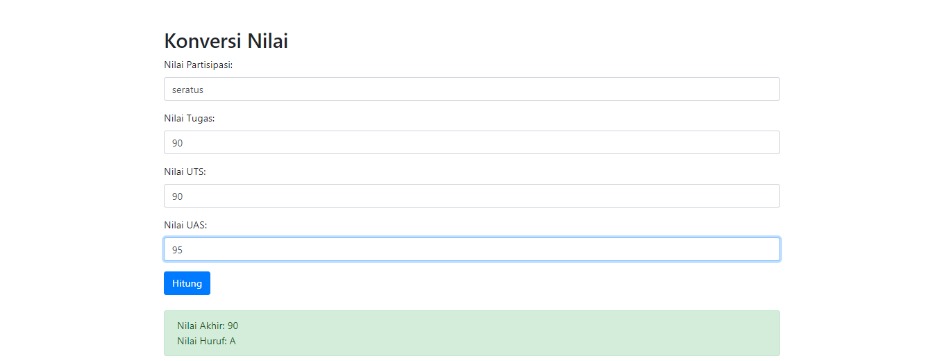 Konversi Nilai
Nilai Partisipasi:
seratus
Nilai Tugas:
90
Nilai UTS:
90
Nilai UAS:
95
Hitung
Nilai Akhir: 90
Nilai Huruf: A